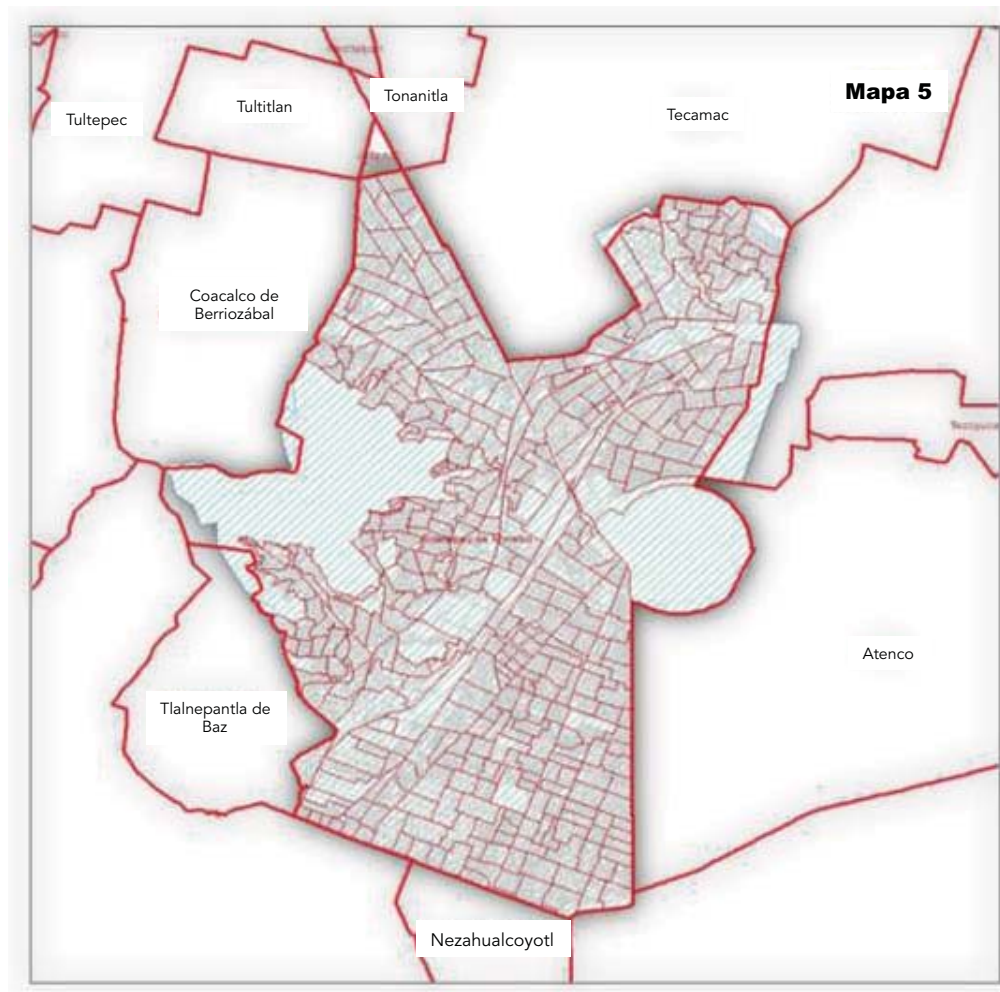 Mapa 5
Tultepec
Tultitlan
Tonanitla
Tecamac
Coacalco de
Berriozábal
Atenco
Tlalnepantla de
Baz
Nezahualcoyotl